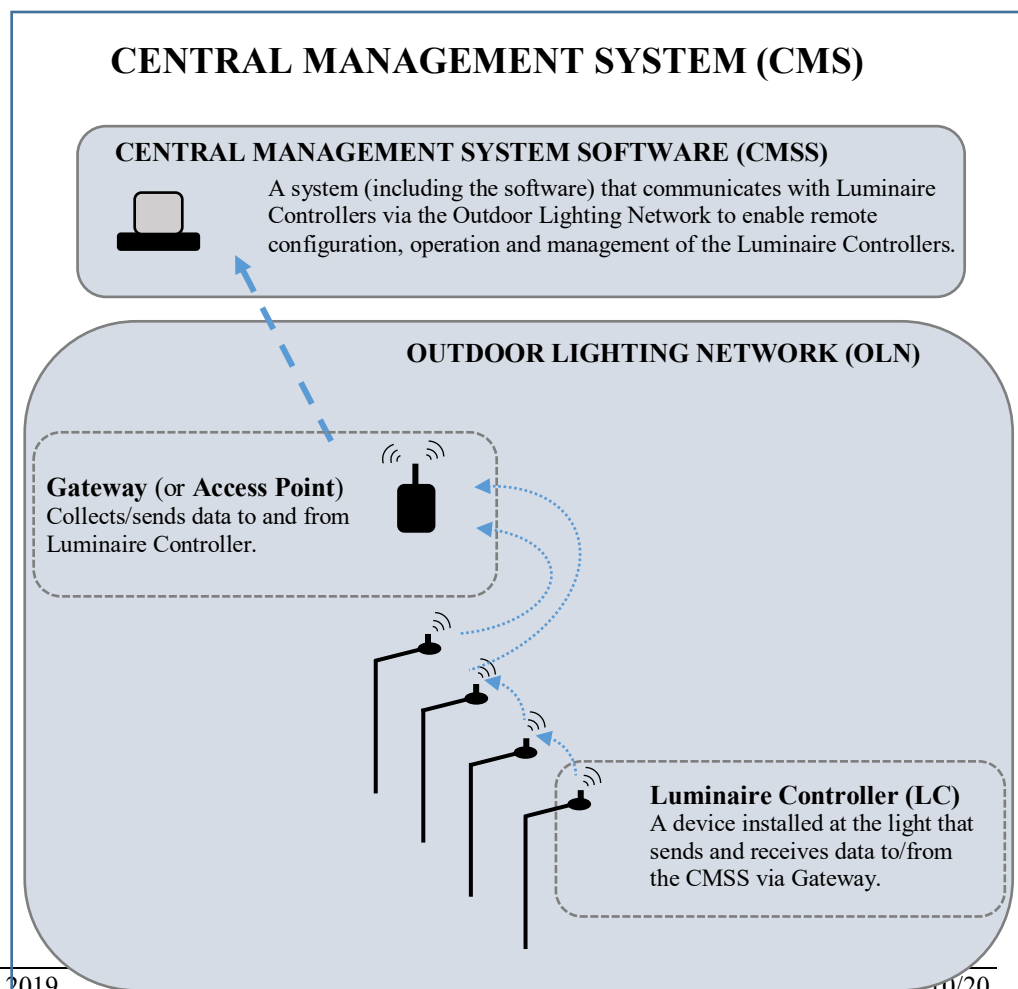 CENTRAL MANAGEMENT SYSTEM (CMS)
CENTRAL MANAGEMENT SYSTEM SOFTWARE (CMSS)
A system (including the software) that communicates with Luminaire
Controllers via the Outdoor Lighting Network to enable remote
configuration, operation and management of the Luminaire Controllers.
OUTDOOR LIGHTING NETWORK (OLN)
Gateway (or Access Point)
Collects/sends data to and from
Luminaire Controller.
Luminaire Controller (LC)
A device installed at the light that
sends and receives data to/from
the CMSS via Gateway.
2019